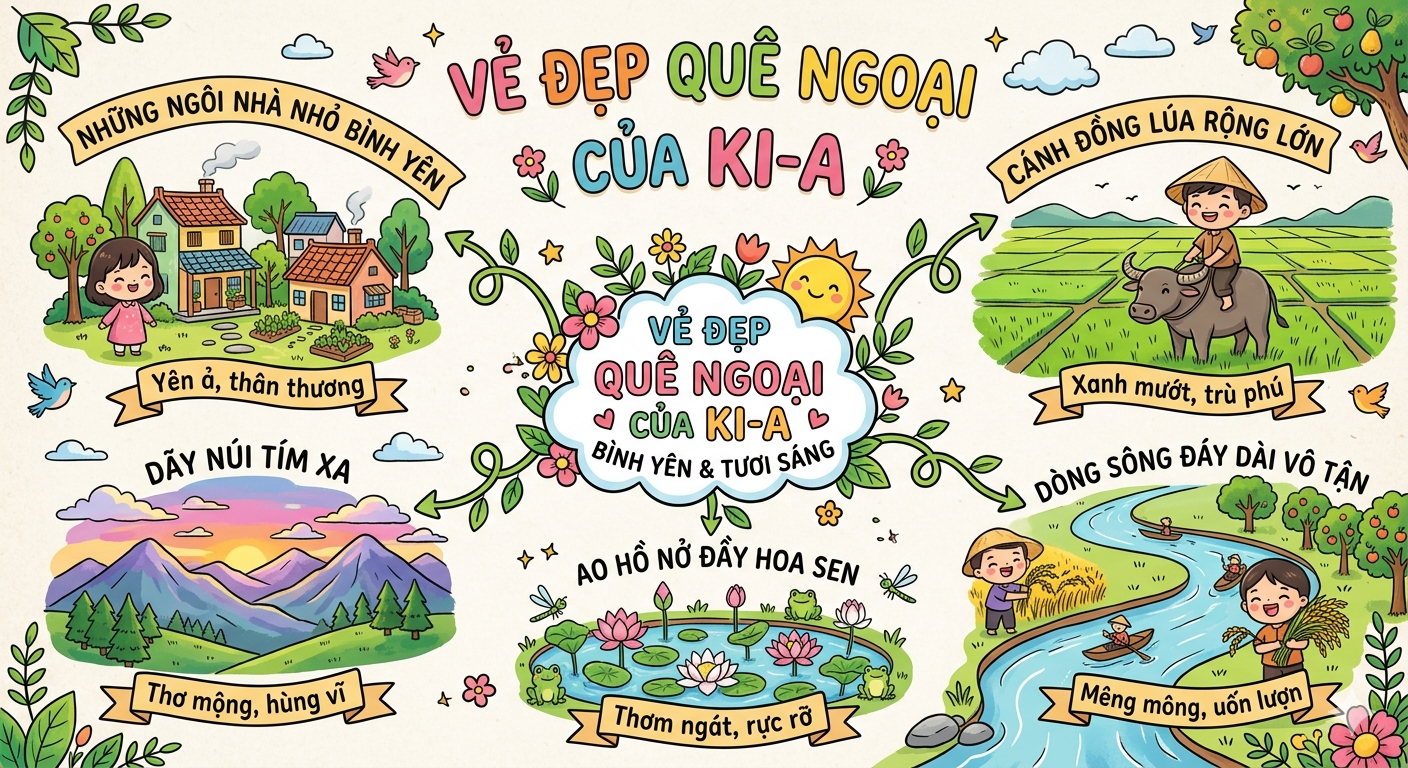 VẺ ĐẸP QUÊ NGOẠI
CỦA KI-A
NHỮNG NGÔI NHÀ NHỎ BÌNH YÊN
Yên ả, thân thương
CÁNH ĐỒNG LÚA RỘNG LỚN
Xanh mướt, trù phú
VẺ ĐẸP
QUÊ NGOẠI
CỦA KI-A
BÌNH YÊN & TƯƠI SÁNG
DÃY NÚI TÍM XA
Thơ mộng, hùng vĩ
AO HỒ NỞ ĐẦY HOA SEN
Thơm ngát, rực rỡ
DÒNG SÔNG ĐÁY DÀI VÔ TẬN
Mêng mông, uốn lượn